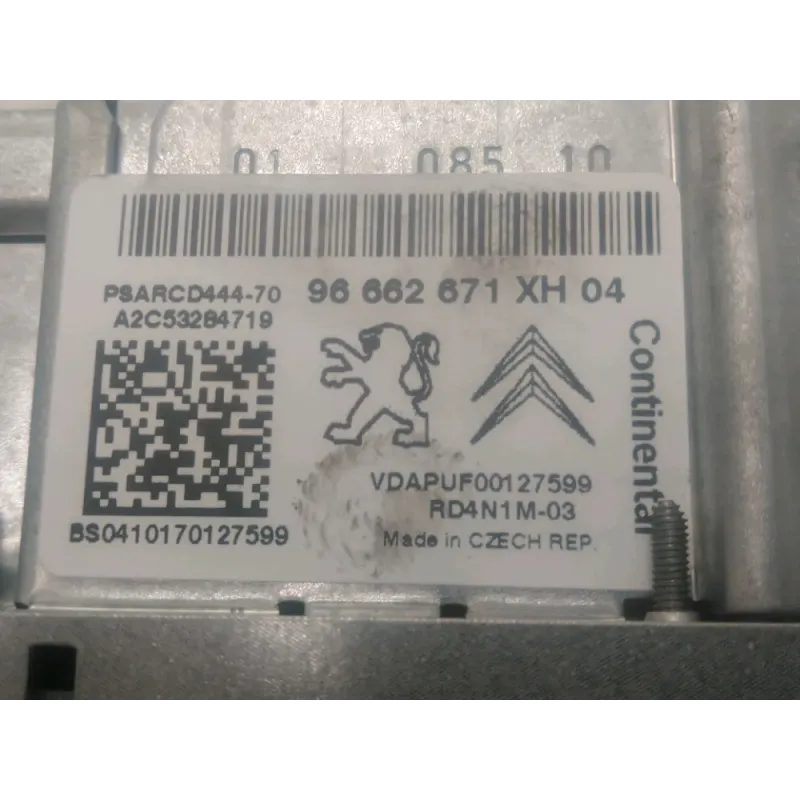 01 085 10
PSARCD444-70 96 662 671 XH 04
A2C53284719
Continental
VDAPUF00127599
RD4N1M-03
BS0410170127599
Made in CZECH REP.